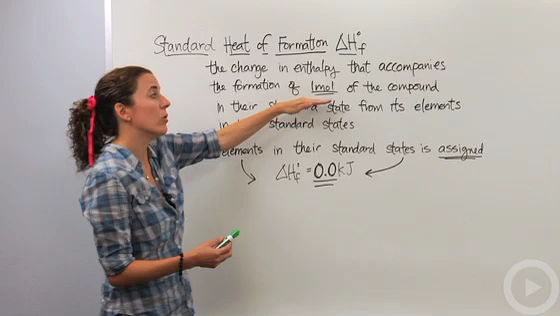 Standard Heat of Formation ΔH°f
the change in enthalpy that accompanies
the formation of 1mol of the compound
in their state from its elements
in standard states
elements in their standard states is assigned
ΔH°f = 0.0kJ